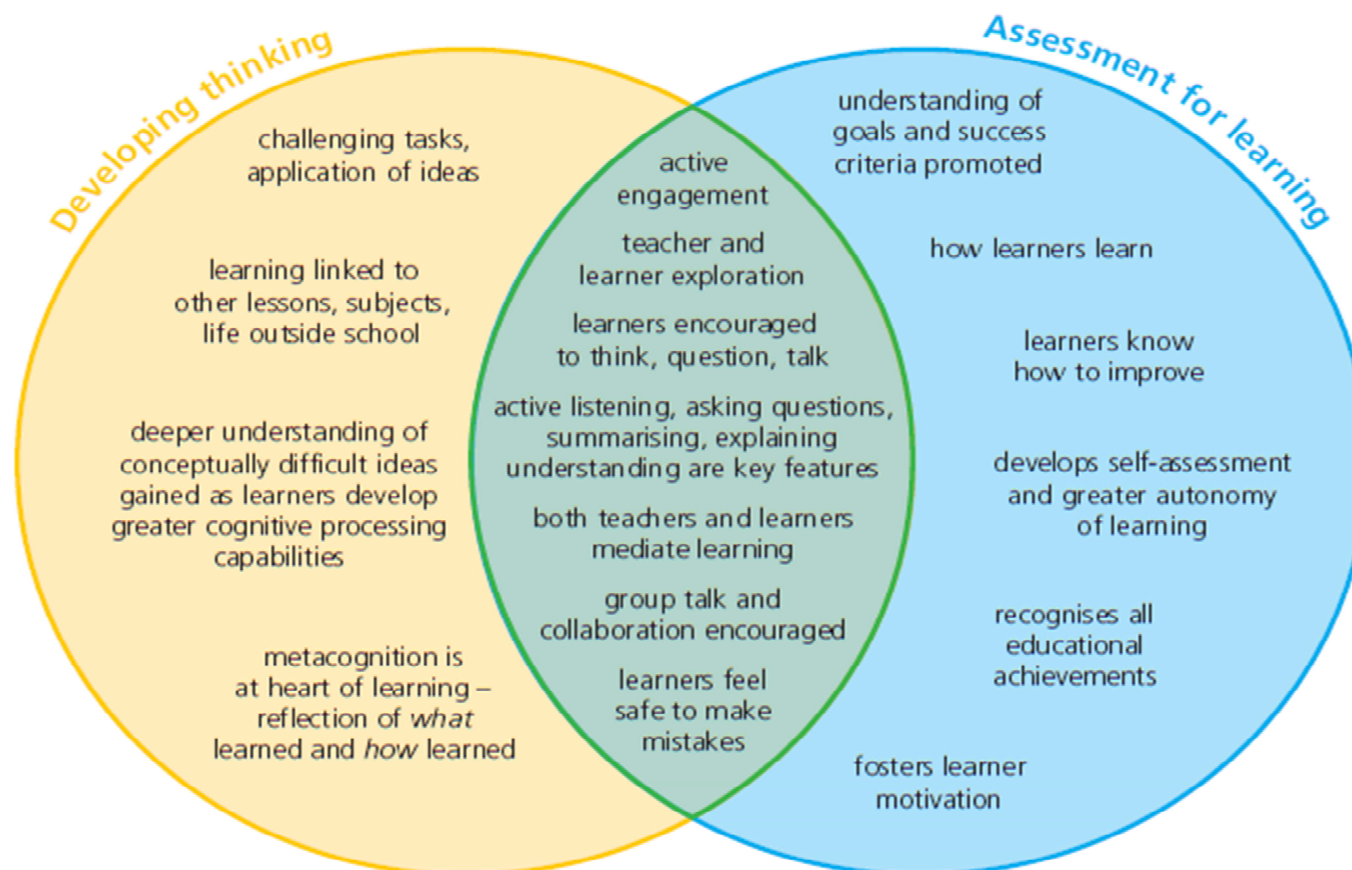 Developing thinking
challenging tasks,
application of ideas
learning linked to
other lessons, subjects,
life outside school
deeper understanding of
conceptually difficult ideas
gained as learners develop
greater cognitive processing
capabilities
metacognition is
at heart of learning –
reflection of what
learned and how learned
active
engagement
teacher and
learner exploration
learners encouraged
to think, question, talk
active listening, asking questions,
summarising, explaining
understanding are key features
both teachers and learners
mediate learning
group talk and
collaboration encouraged
learners feel
safe to make
mistakes
Assessment for learning
understanding of
goals and success
criteria promoted
how learners learn
learners know
how to improve
develops self-assessment
and greater autonomy
of learning
recognises all
educational
achievements
fosters learner
motivation